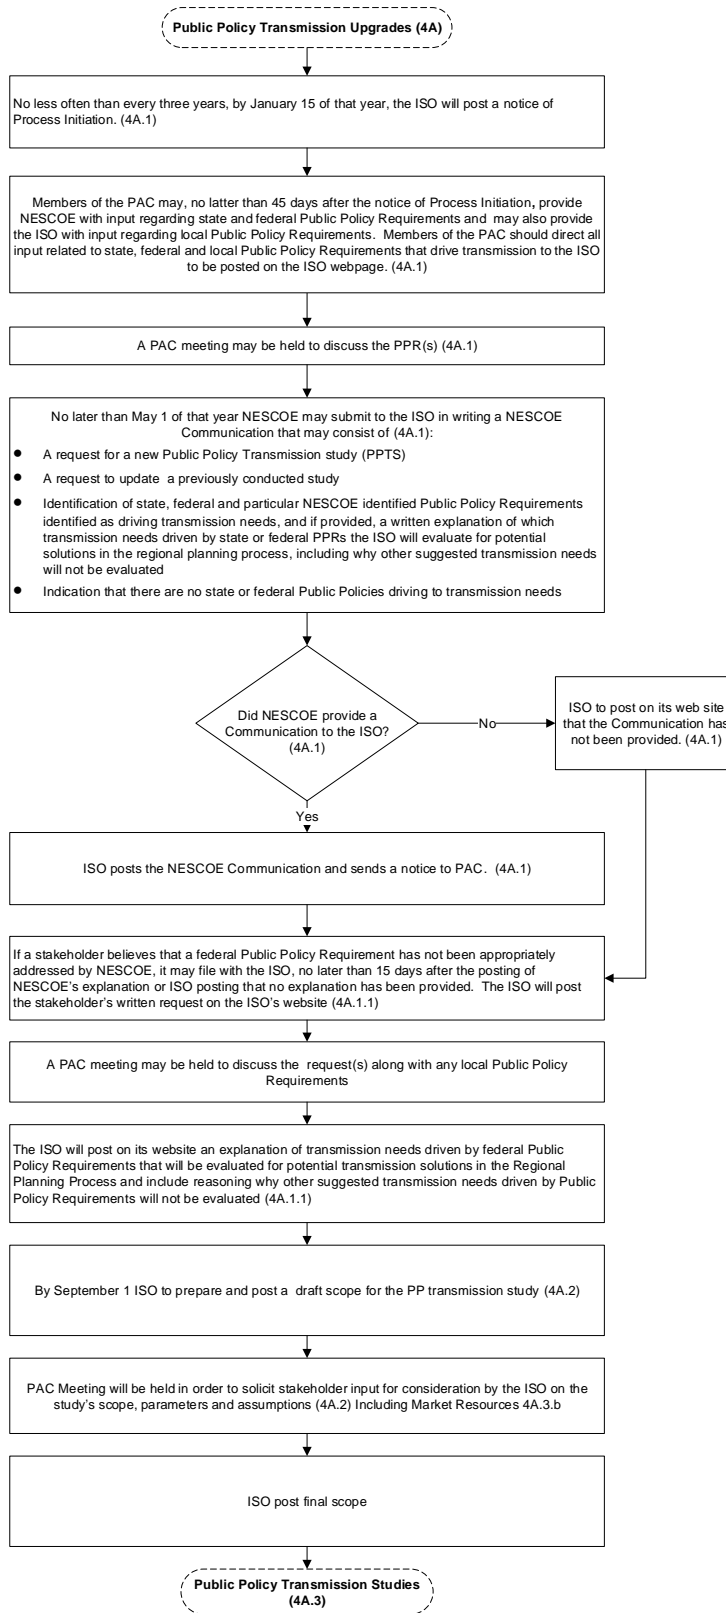 Public Policy Transmission Upgrades (4A)
No less often than every three years, by January 15 of that year, the ISO will post a notice of
Process Initiation. (4A.1)
Members of the PAC may, no latter than 45 days after the notice of Process Initiation, provide
NESCOE with input regarding state and federal Public Policy Requirements and may also provide
the ISO with input regarding local Public Policy Requirements. Members of the PAC should direct all
input related to state, federal and local Public Policy Requirements that drive transmission to the ISO
to be posted on the ISO webpage. (4A.1)
A PAC meeting may be held to discuss the PPR(s) (4A.1)
No later than May 1 of that year NESCOE may submit to the ISO in writing a NESCOE
Communication that may consist of (4A.1):
● A request for a new Public Policy Transmission study (PPTS)
● A request to update a previously conducted study
● Identification of state, federal and particular NESCOE identified Public Policy Requirements
identified as driving transmission needs, and if provided, a written explanation of which
transmission needs driven by state or federal PPRs the ISO will evaluate for potential
solutions in the regional planning process, including why other suggested transmission needs
will not be evaluated
● Indication that there are no state or federal Public Policies driving to transmission needs
Did NESCOE provide a
Communication to the ISO?
(4A.1)
No
ISO to post on its web site
that the Communication has
not been provided. (4A.1)
Yes
ISO posts the NESCOE Communication and sends a notice to PAC. (4A.1)
If a stakeholder believes that a federal Public Policy Requirement has not been appropriately
addressed by NESCOE, it may file with the ISO, no later than 15 days after the posting of
NESCOE's explanation or ISO posting that no explanation has been provided. The ISO will post
the stakeholder's written request on the ISO's website (4A.1.1)
A PAC meeting may be held to discuss the request(s) along with any local Public Policy
Requirements
The ISO will post on its website an explanation of transmission needs driven by federal Public
Policy Requirements that will be evaluated for potential transmission solutions in the Regional
Planning Process and include reasoning why other suggested transmission needs driven by Public
Policy Requirements will not be evaluated (4A.1.1)
By September 1 ISO to prepare and post a draft scope for the PP transmission study (4A.2)
PAC Meeting will be held in order to solicit stakeholder input for consideration by the ISO on the
study's scope, parameters and assumptions (4A.2) Including Market Resources 4A.3.b
ISO post final scope
Public Policy Transmission Studies
(4A.3)